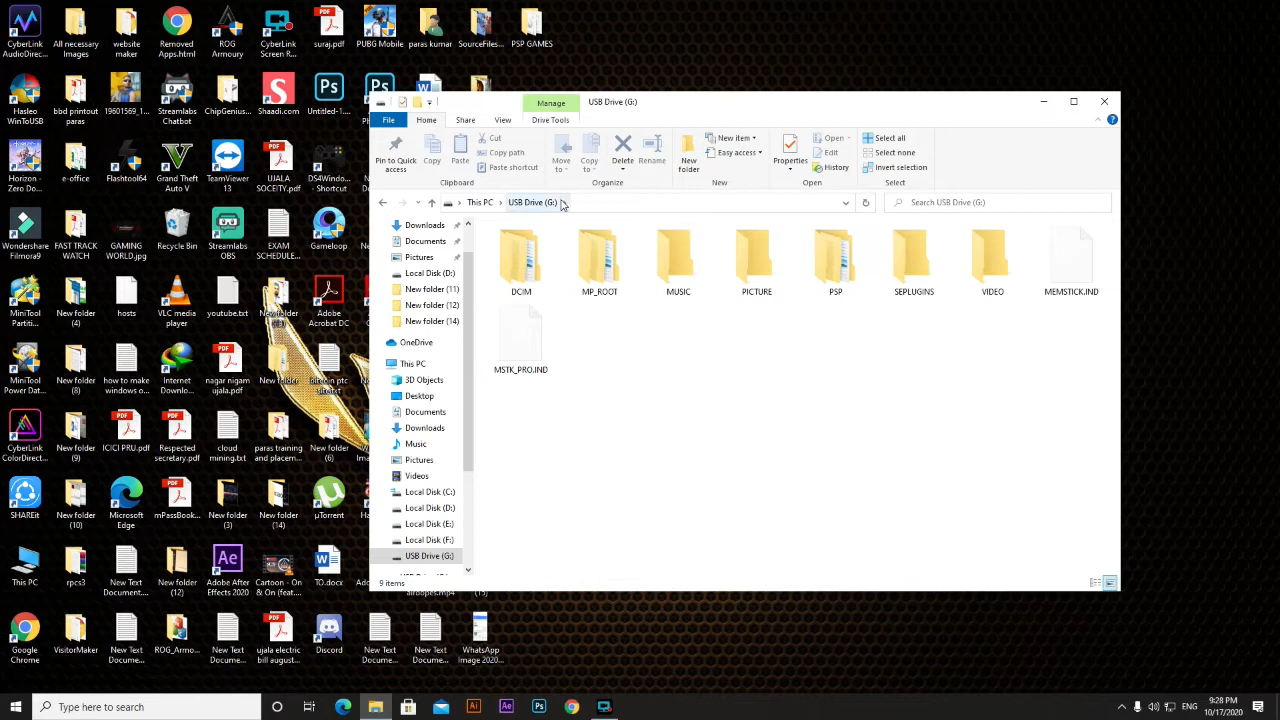 CyberLink AudioDirec...
All necessary Images
website maker
Removed Apps.html
ROG Armoury
CyberLink Screen R...
suraj.pdf
PUBG Mobile
paras kumar
SourceFiles...
PSP GAMES
Hasleo WinToUSB
bbd printout paras
19601569_1...
Streamlabs Chatbot
ChipGenius...
Shaadi.com
Untitled-1....
Horizon - Zero Do...
e-office
Flashtool64
Grand Theft Auto V
TeamViewer 13
UJALA SOCEITY.pdf
DS4Window... - Shortcut
Wondershare Filmora9
FAST TRACK WATCH
GAMING WORLD.jpg
Recycle Bin
Streamlabs OBS
EXAM SCHEDULE...
Gameloop
MiniTool Partiti...
New folder (4)
hosts
VLC media player
youtube.txt
New folder
Adobe Acrobat DC
MiniTool Power Dat...
New folder (8)
how to make windows o...
Internet Downlo...
nagar nigam ujala.pdf
New folder
bitcoin ptc site.txt
CyberLink ColorDirect...
New folder (9)
ICICI PRU.pdf
Respected secretary.pdf
cloud mining.txt
paras training and placem...
New folder (6)
SHAREit
New folder (10)
Microsoft Edge
mPassBook...
New folder (3)
New folder (14)
µTorrent
This PC
rpcs3
New Text Document....
New folder (12)
Adobe After Effects 2020
Cartoon - On & On (feat....
TO.docx
(15)
Google Chrome
VisitorMaker
New Text Docume...
ROG_Armo...
New Text Docume...
ujala electric bill august...
Discord
New Text Docume...
New Text Docume...
WhatsApp Image 2020...
Manage
USB Drive (G:)
File
Home
Share
View
Drive Tools
Pin to Quick access
Copy
Paste
Cut
Copy path
Paste shortcut
Move to
Copy to
Delete
Rename
New folder
New item
Easy access
Properties
Open
Edit
History
Select all
Select none
Invert selection
Clipboard
Organize
New
Open
Select
This PC
USB Drive (G:)
Search USB Drive (G:)
Downloads
Documents
Pictures
Local Disk (D:)
New folder (11)
New folder (12)
New folder (14)
OneDrive
This PC
3D Objects
Desktop
Documents
Downloads
Music
Pictures
Videos
Local Disk (C:)
Local Disk (D:)
Local Disk (E:)
Local Disk (F:)
USB Drive (G:)
DCIM
MP_ROOT
MUSIC
PICTURE
PSP
SEPLUGINS
VIDEO
MEMSTICK.IND
MSTK_PRO.IND
9 items
Type here to search
ENG
9:28 PM
10/17/2020